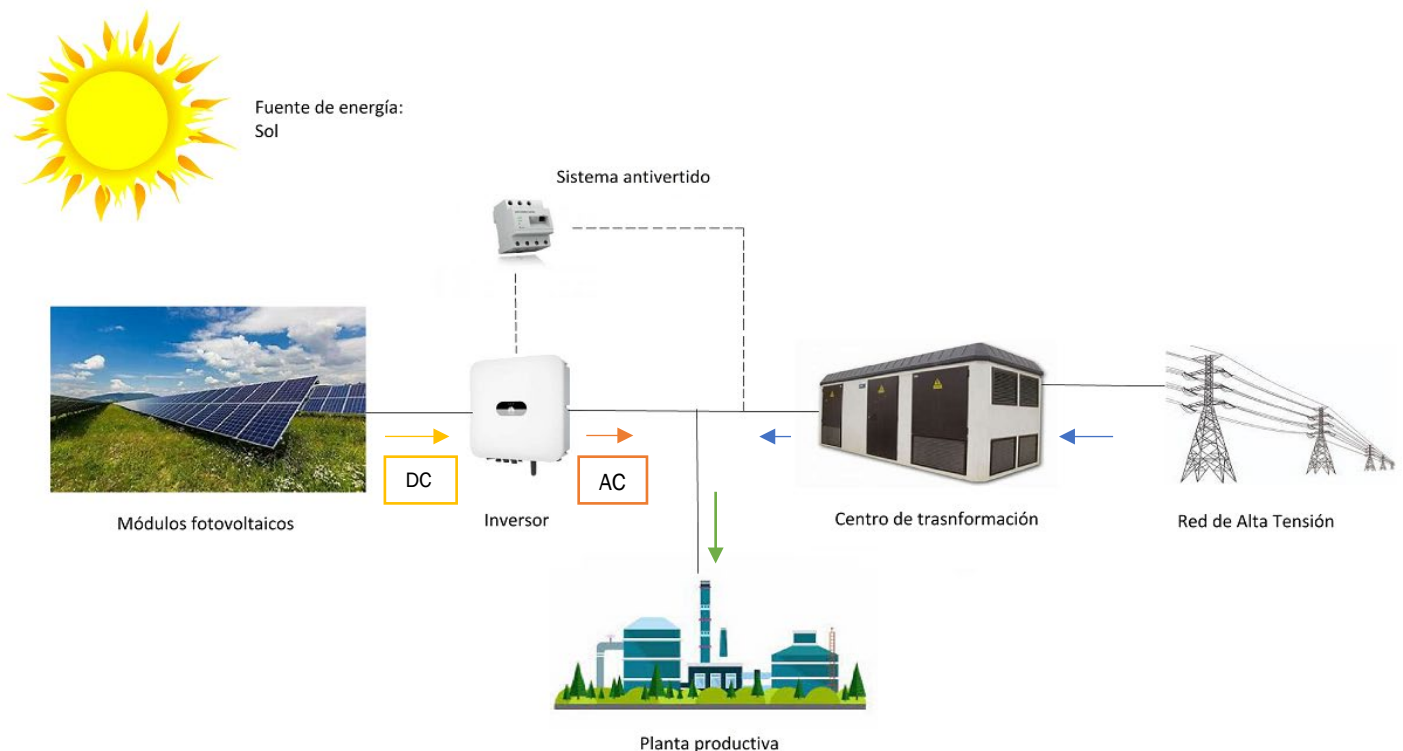 Fuente de energía:
Sol
Sistema antivertido
DC
AC
Módulos fotovoltaicos
Inversor
Centro de trasnformación
Red de Alta Tensión
Planta productiva